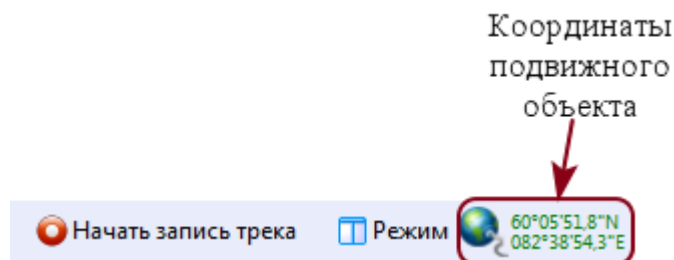 Координаты
подвижного
объекта
Начать запись трека
Режим
60°05'51,8"N
082°38'54,3"E